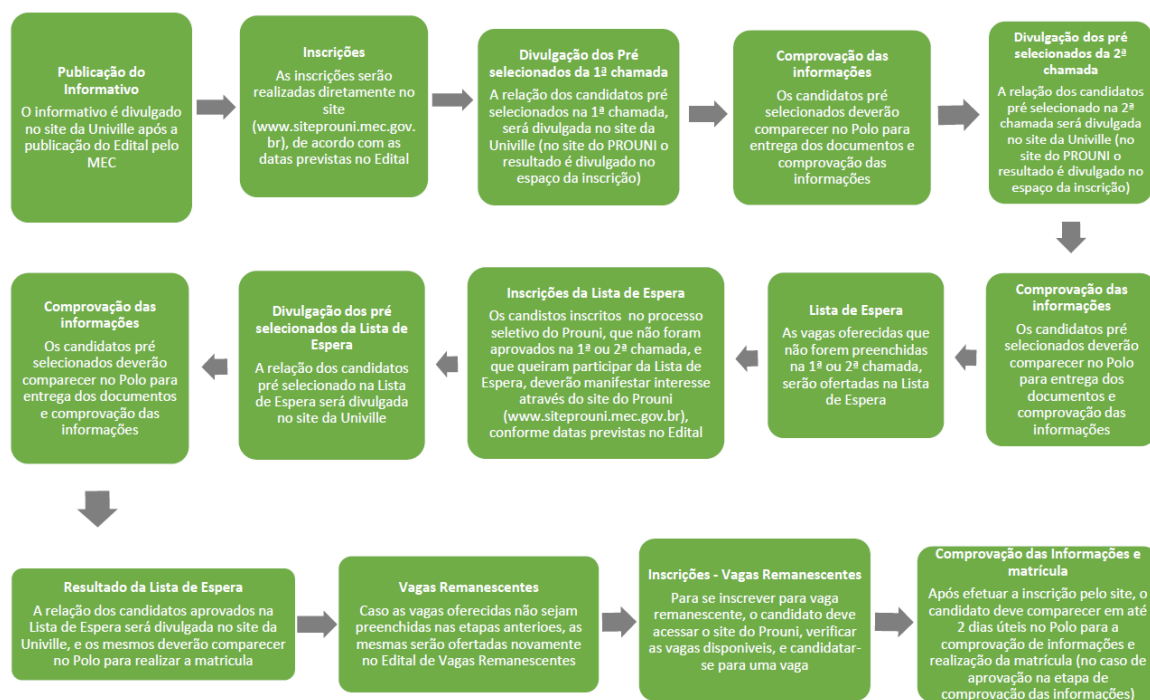 Publicação do
Informativo
O informativo é divulgado
no site da Univille após a
publicação do Edital pelo
MEC
Inscrições
As inscrições serão
realizadas diretamente no
site
(www.siteprouni.mec.gov.
br), de acordo com as
datas previstas no Edital
Divulgação dos Pré
selecionados da 1ª chamada
A relação dos candidatos pré
selecionados na 1ª chamada,
será divulgada no site da
Univille (no site do PROUNI o
resultado é divulgado no
espaço da inscrição)
Comprovação das
informações
Os candidatos pré
selecionados deverão
comparecer no Polo para
entrega dos documentos e
comprovação das
informações
Divulgação dos pré
selecionados da 2ª
chamada
A relação dos candidatos
pré selecionado na 2ª
chamada será divulgada
no site da Univille (no
site do PROUNI o
resultado é divulgado no
espaço da inscrição)
Comprovação das
informações
Os candidatos pré
selecionados deverão
comparecer no Polo
para entrega dos
documentos e
comprovação das
informações
Lista de Espera
As vagas oferecidas que
não forem preenchidas
na 1ª ou 2ª chamada,
serão ofertadas na Lista
de Espera
Inscrições da Lista de Espera
Os candistos inscritos no processo
seletivo do Prouni, que não foram
aprovados na 1ª ou 2ª chamada, e
que queiram participar da Lista de
Espera, deverão manifestar interesse
através do site do Prouni
(www.siteprouni.mec.gov.br),
conforme datas previstas no Edital
Divulgação dos pré
selecionados da Lista de
Espera
A relação dos candidatos
pré selecionado na Lista
de Espera será divulgada
no site da Univille
Comprovação das
informações
Os candidatos pré
selecionados deverão
comparecer no Polo para
entrega dos documentos
e comprovação das
informações
Resultado da Lista de Espera
A relação dos candidatos aprovados na
Lista de Espera será divulgada no site da
Univille, e os mesmos deverão comparecer
no Polo para realizar a matricula
Vagas Remanescentes
Caso as vagas oferecidas não sejam
preenchidas nas etapas anterioes, as
mesmas serão ofertadas novamente
no Edital de Vagas Remanescentes
Inscrições - Vagas Remanescentes
Para se inscrever para vaga
remanescente, o candidato deve
acessar o site do Prouni, verificar
as vagas disponiveis, e candidatar-
se para uma vaga
Comprovação das Informações e
matrícula
Após efetuar a inscrição pelo site, o
candidato deve comparecer em até
2 dias úteis no Polo para a
comprovação de informações e
realização da matrícula (no caso de
aprovação na etapa de
comprovação das informações)